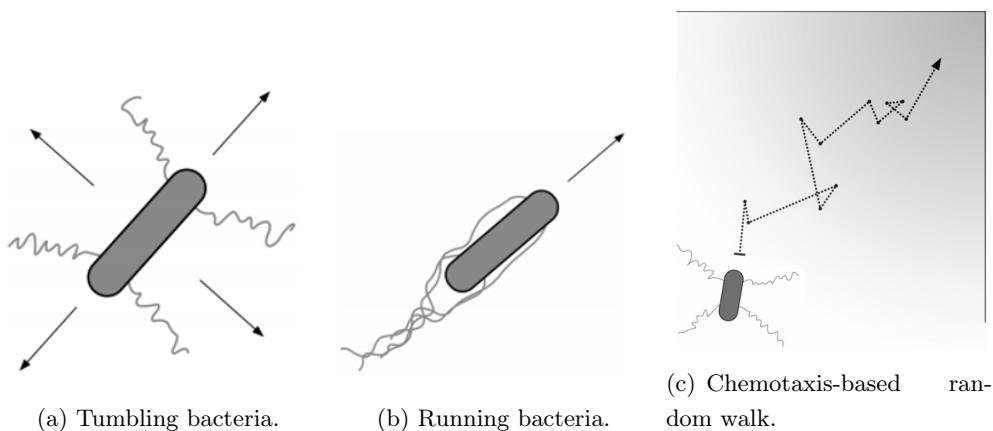 (a) Tumbling bacteria.
(b) Running bacteria.
(c) Chemotaxis-based ran-
dom walk.